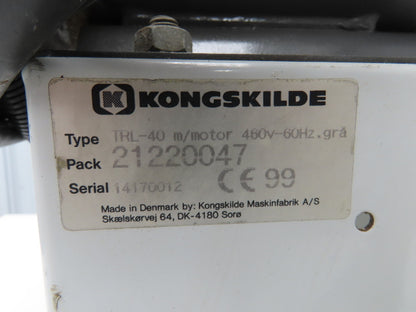 KONGSKILDE
Type TRL-40 m/motor 460v-60Hz.grå
Pack 21220047
Serial 14170012 CE 99
Made in Denmark by: Kongskilde Maskinfabrik A/S
Skælskørvej 64, DK-4180 Sorø